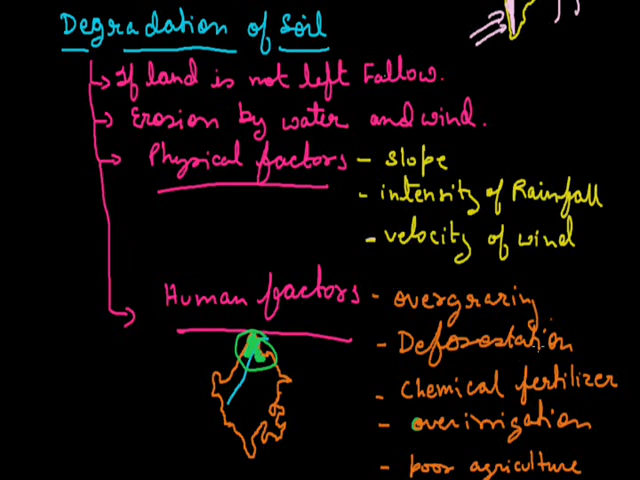 Degradation of Soil
If land is not left Fallow.
Erosion by water and wind.
Physical factors - slope
- intensity of Rainfall
- velocity of wind
Human factors - overgrazing
- Deforostation
- Chemical fertilizer
- overirrigation
- poor agriculture